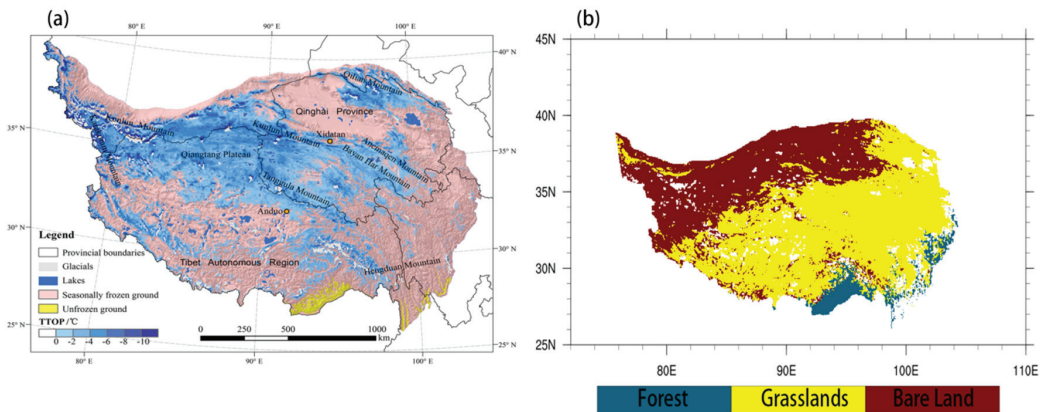 (a)
80° E
90° E
100° E
40° N
35° N
30° N
25° N
35° N
30° N
25° N
Qilian Mountain
Qinghai Province
Kunlun Mountain
Kunlun Mountain
Xidatan
Bayan Har Mountain
Qiangtang Plateau
Tanggula Mountain
Anduo
Tibet Autonomous Region
Hengduan Mountain
Legend
Provincial boundaries
Glacials
Lakes
Seasonally frozen ground
Unfrozen ground
TTOP /℃
0 -2 -4 -6 -8 -10
0 250 500 1000
km
80° E
90° E
100° E
(b)
45N
40N
35N
30N
25N
80E 90E 100E 110E
Forest Grasslands Bare Land